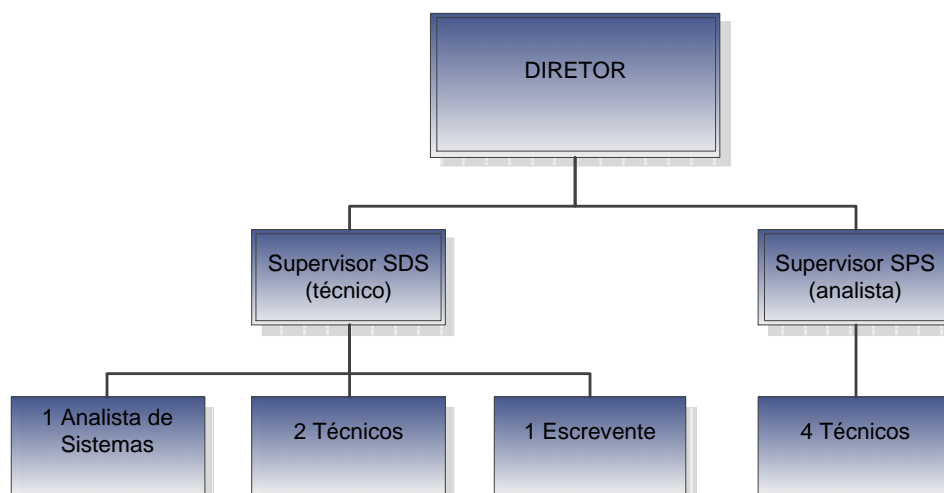 DIRETOR
Supervisor SDS
(técnico)
Supervisor SPS
(analista)
1 Analista de
Sistemas
2 Técnicos
1 Escrevente
4 Técnicos